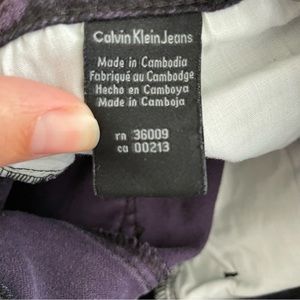 Calvin Klein Jeans
Made in Cambodia
Fabriqué au Cambodge
Hecho en Camboya
Made in Camboja
rn 36009
ca 00213